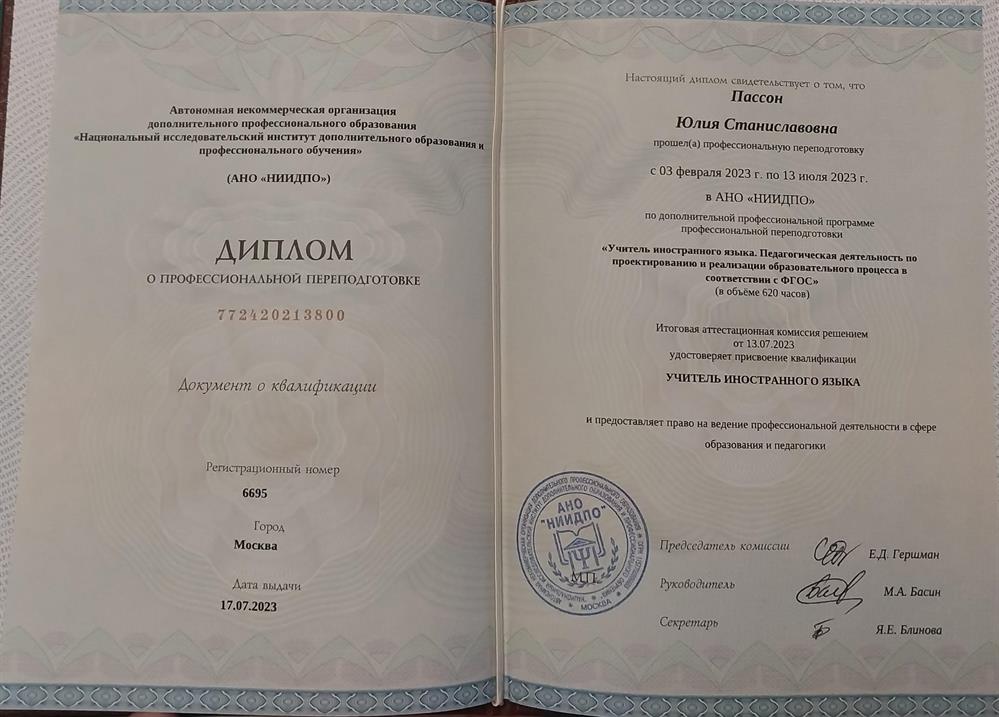 Автономная некоммерческая организация
дополнительного профессионального образования
«Национальный исследовательский институт дополнительного образования и
профессионального обучения»
(АНО «НИИДПО»)
ДИПЛОМ
О ПРОФЕССИОНАЛЬНОЙ ПЕРЕПОДГОТОВКЕ
772420213800
Документ о квалификации
Регистрационный номер
6695
Город
Москва
Дата выдачи
17.07.2023
Настоящий диплом свидетельствует о том, что
Пассон
Юлия Станиславовна
прошел(а) профессиональную переподготовку
с 03 февраля 2023 г. по 13 июля 2023 г.
в АНО «НИИДПО»
по дополнительной профессиональной программе
профессиональной переподготовки
«Учитель иностранного языка. Педагогическая деятельность по
проектированию и реализации образовательного процесса в
соответствии с ФГОС»
(в объёме 620 часов)
Итоговая аттестационная комиссия решением
от 13.07.2023
удостоверяет присвоение квалификации
УЧИТЕЛЬ ИНОСТРАННОГО ЯЗЫКА
и предоставляет право на ведение профессиональной деятельности в сфере
образования и педагогики
АНО
"НИИДПО"
М.П.
МОСКВА
Председатель комиссии Е.Д. Гершман
Руководитель М.А. Басин
Секретарь Я.Е. Блинова